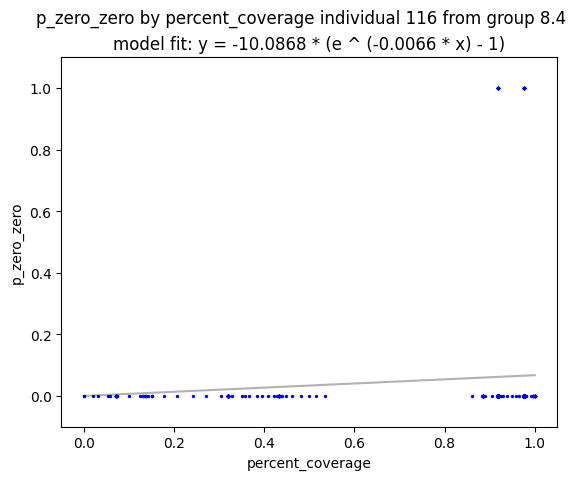 p_zero_zero by percent_coverage individual 116 from group 8.4
model fit: y = -10.0868 * (e ^ (-0.0066 * x) - 1)
1.0
0.8
0.6
0.4
0.2
0.0
p_zero_zero
0.0 0.2 0.4 0.6 0.8 1.0
percent_coverage